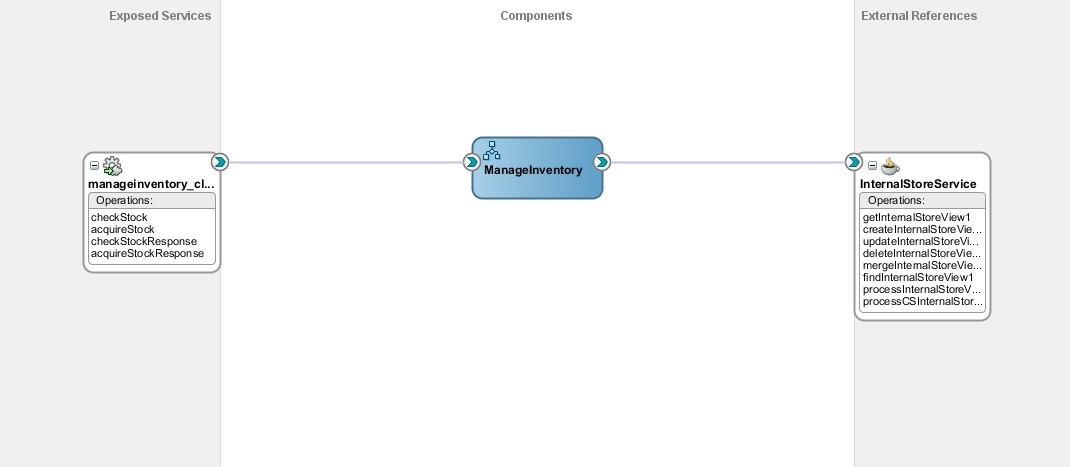 Exposed Services
Components
External References
manageinventory_cl...
Operations:
checkStock
acquireStock
checkStockResponse
acquireStockResponse
ManageInventory
InternalStoreService
Operations:
getInternalStoreView1
createInternalStoreVie...
updateInternalStoreVi...
deleteInternalStoreVie...
mergeInternalStoreVie...
findInternalStoreView1
processInternalStoreV...
processCSInternalStor...